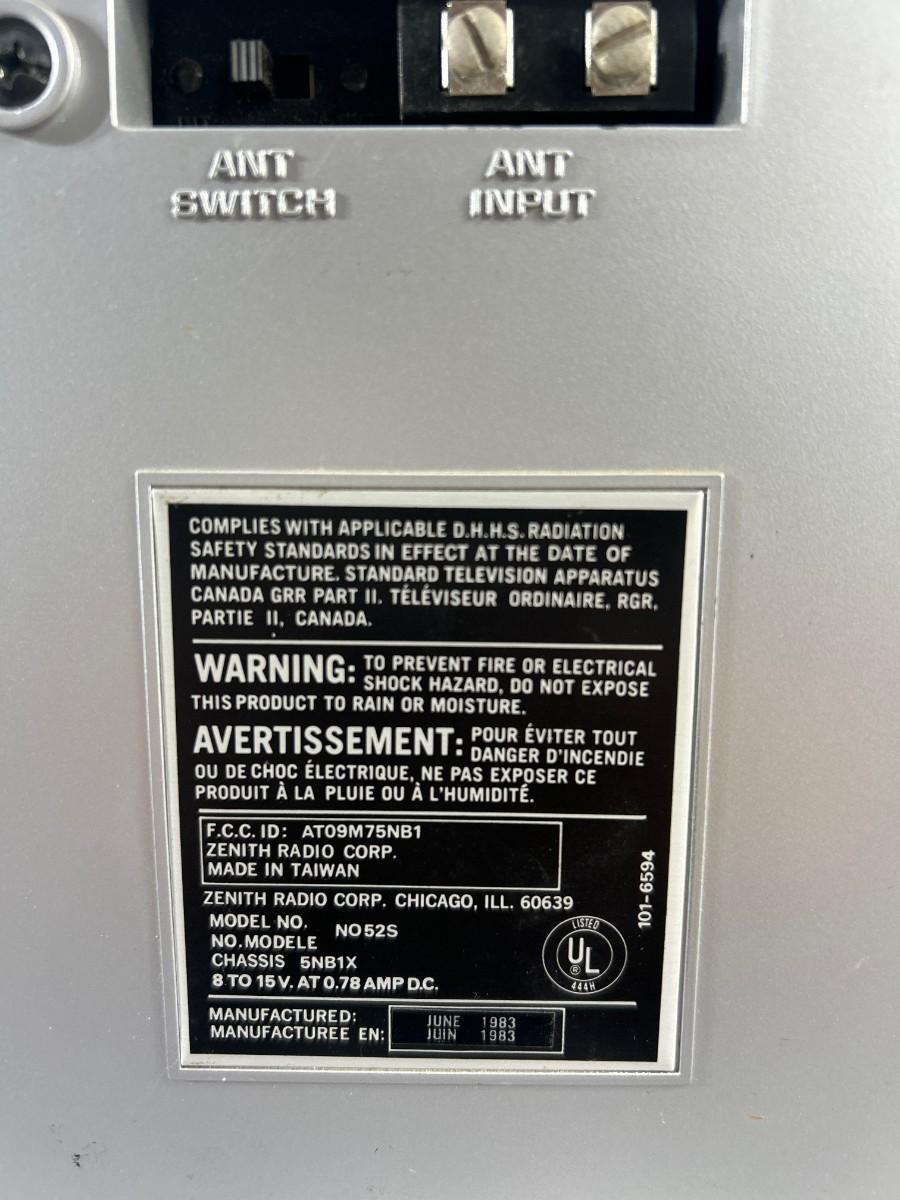 ANT
SWITCH
ANT
INPUT
COMPLIES WITH APPLICABLE D.H.H.S. RADIATION
SAFETY STANDARDS IN EFFECT AT THE DATE OF
MANUFACTURE. STANDARD TELEVISION APPARATUS
CANADA GRR PART II. TÉLÉVISEUR ORDINAIRE, RGR,
PARTIE II, CANADA.
WARNING: TO PREVENT FIRE OR ELECTRICAL
SHOCK HAZARD, DO NOT EXPOSE
THIS PRODUCT TO RAIN OR MOISTURE.
AVERTISSEMENT: POUR ÉVITER TOUT
DANGER D'INCENDIE
OU DE CHOC ÉLECTRIQUE, NE PAS EXPOSER CE
PRODUIT À LA PLUIE OU À L'HUMIDITÉ.
F.C.C. ID: ATO9M75NB1
ZENITH RADIO CORP.
MADE IN TAIWAN
101-6594
ZENITH RADIO CORP. CHICAGO, ILL. 60639
MODEL NO.
NO.MODELE
NO52S
CHASSIS 5NB1X
8 TO 15 V. AT 0.78 AMP D.C.
LISTED
UL
®
444H
MANUFACTURED:
MANUFACTUREE EN:
JUNE 1983
JUIN 1983